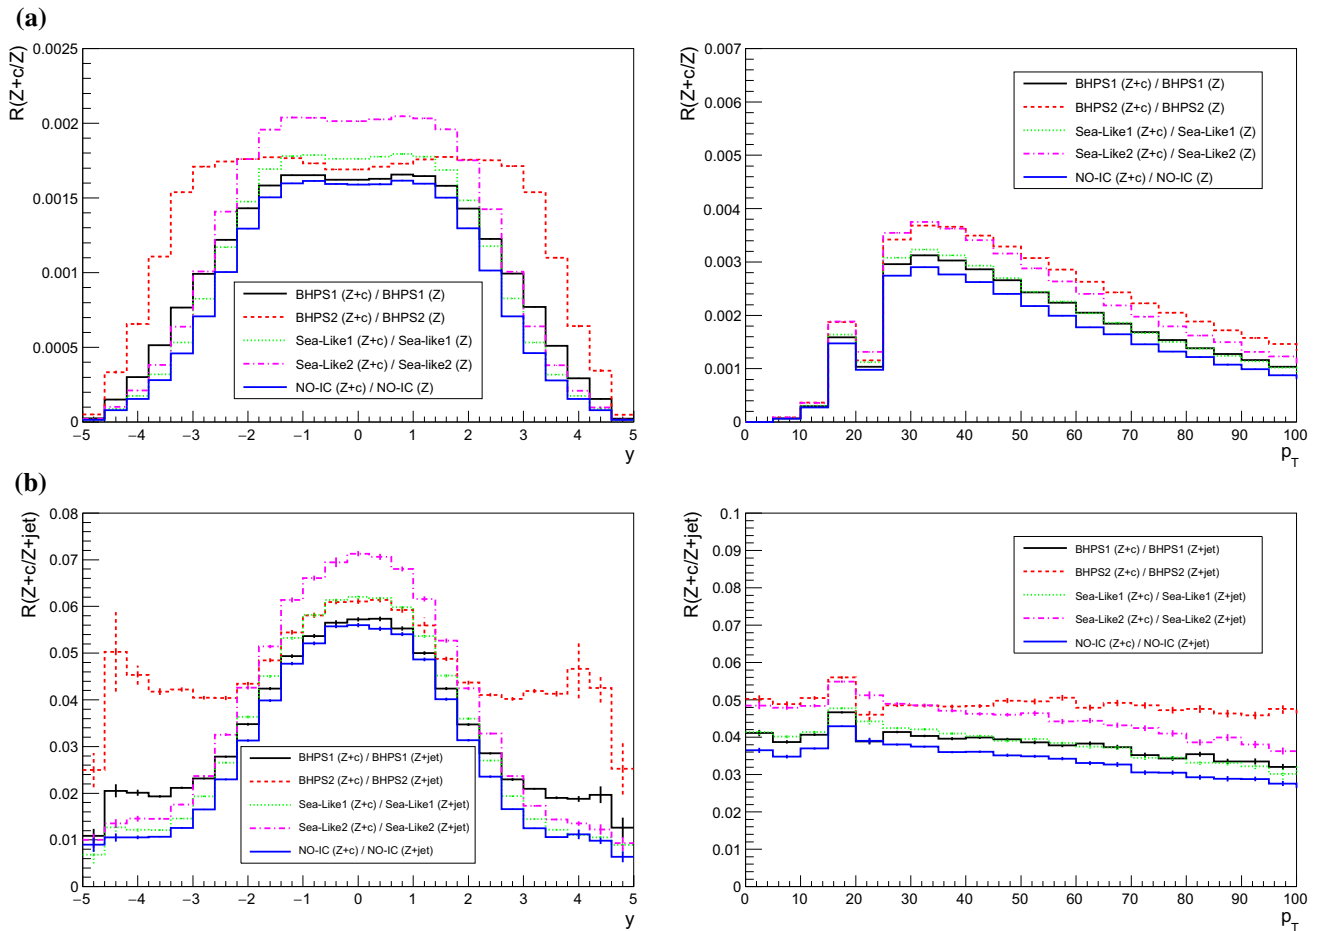 (a)
R(Z+c/Z)
0.0025
0.002
0.0015
0.001
0.0005
0
BHPS1 (Z+c) / BHPS1 (Z)
BHPS2 (Z+c) / BHPS2 (Z)
Sea-Like1 (Z+c) / Sea-like1 (Z)
Sea-Like2 (Z+c) / Sea-like2 (Z)
NO-IC (Z+c) / NO-IC (Z)
−5 −4 −3 −2 −1 0 1 2 3 4 5
y
R(Z+c/Z)
0.007
0.006
0.005
0.004
0.003
0.002
0.001
0
BHPS1 (Z+c) / BHPS1 (Z)
BHPS2 (Z+c) / BHPS2 (Z)
Sea-Like1 (Z+c) / Sea-Like1 (Z)
Sea-Like2 (Z+c) / Sea-Like2 (Z)
NO-IC (Z+c) / NO-IC (Z)
0 10 20 30 40 50 60 70 80 90 100
p_T
(b)
R(Z+c/Z+jet)
0.08
0.07
0.06
0.05
0.04
0.03
0.02
0.01
0
BHPS1 (Z+c) / BHPS1 (Z+jet)
BHPS2 (Z+c) / BHPS2 (Z+jet)
Sea-Like1 (Z+c) / Sea-Like1 (Z+jet)
Sea-Like2 (Z+c) / Sea-Like2 (Z+jet)
NO-IC (Z+c) / NO-IC (Z+jet)
−5 −4 −3 −2 −1 0 1 2 3 4 5
y
R(Z+c/Z+jet)
0.1
0.09
0.08
0.07
0.06
0.05
0.04
0.03
0.02
0.01
0
BHPS1 (Z+c) / BHPS1 (Z+jet)
BHPS2 (Z+c) / BHPS2 (Z+jet)
Sea-Like1 (Z+c) / Sea-Like1 (Z+jet)
Sea-Like2 (Z+c) / Sea-Like2 (Z+jet)
NO-IC (Z+c) / NO-IC (Z+jet)
0 10 20 30 40 50 60 70 80 90 100
p_T